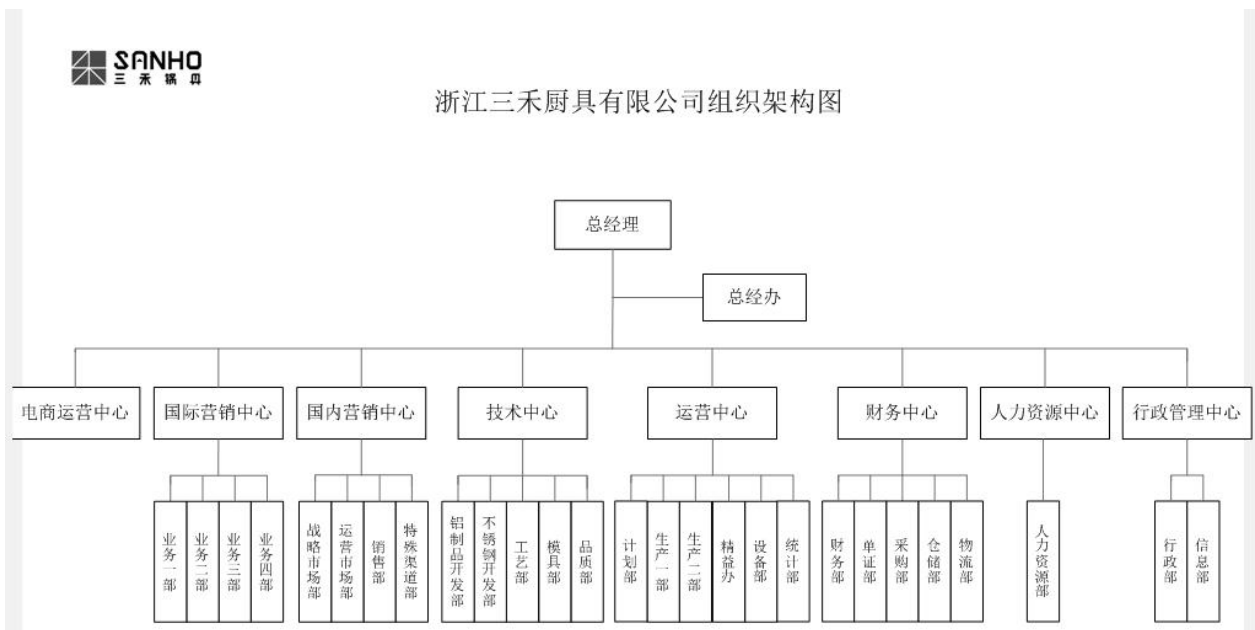 SANHO
三禾锅具
浙江三禾厨具有限公司组织架构图
总经理
总经办
电商运营中心
国际营销中心
国内营销中心
技术中心
运营中心
财务中心
人力资源中心
行政管理中心
业务一部
业务二部
业务三部
业务四部
战略市场部
运营市场部
销售部
特殊渠道部
铝制品开发部
不锈钢开发部
工艺部
模具部
品质部
计划部
生产一部
生产二部
精益办
设备部
统计部
财务部
单证部
采购部
仓储部
物流部
人力资源部
行政部
信息部